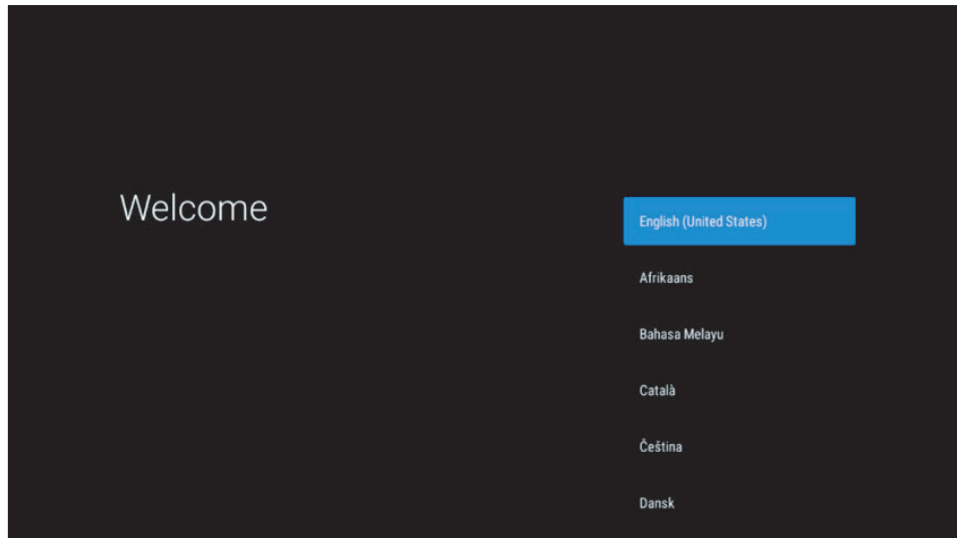 Welcome
English (United States)
Afrikaans
Bahasa Melayu
Català
Čeština
Dansk